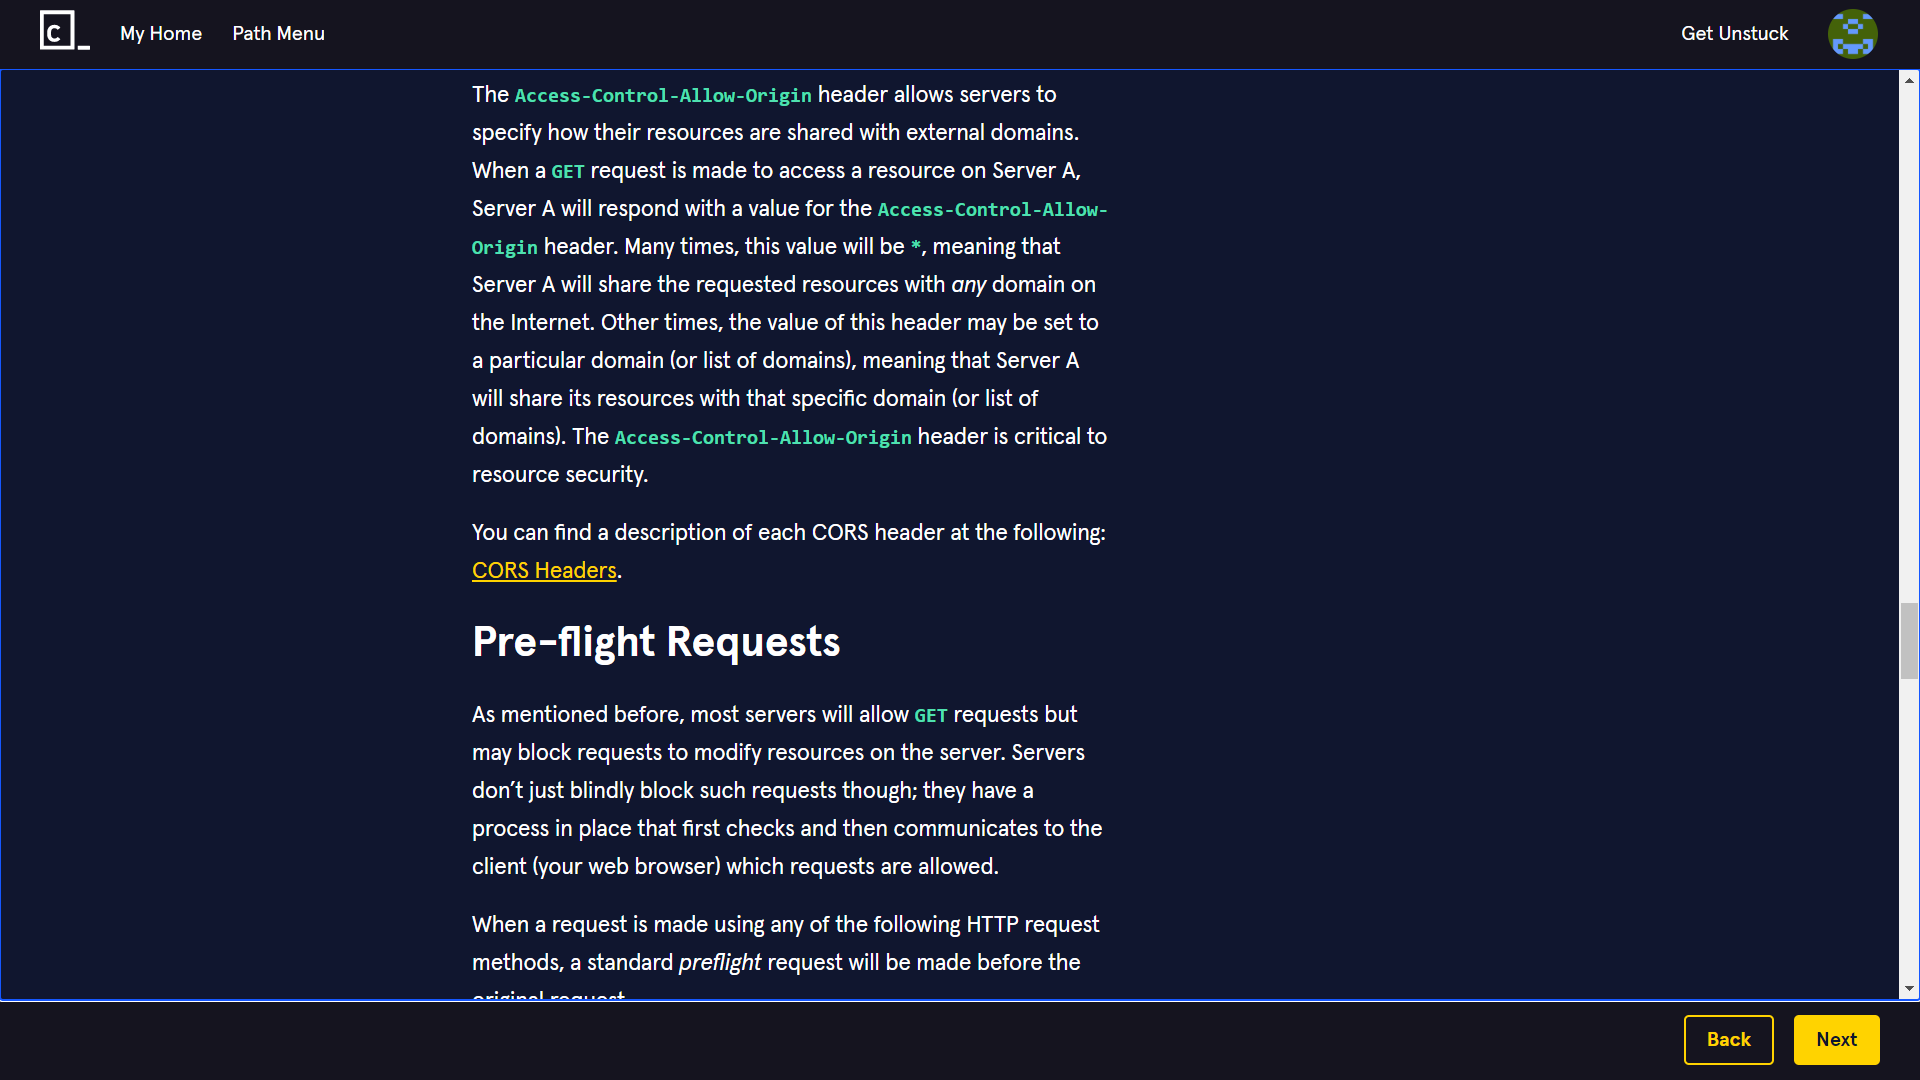 C_ My Home Path Menu Get Unstuck
The Access-Control-Allow-Origin header allows servers to
specify how their resources are shared with external domains.
When a GET request is made to access a resource on Server A,
Server A will respond with a value for the Access-Control-Allow-
Origin header. Many times, this value will be *, meaning that
Server A will share the requested resources with any domain on
the Internet. Other times, the value of this header may be set to
a particular domain (or list of domains), meaning that Server A
will share its resources with that specific domain (or list of
domains). The Access-Control-Allow-Origin header is critical to
resource security.
You can find a description of each CORS header at the following:
CORS Headers.
Pre-flight Requests
As mentioned before, most servers will allow GET requests but
may block requests to modify resources on the server. Servers
don’t just blindly block such requests though; they have a
process in place that first checks and then communicates to the
client (your web browser) which requests are allowed.
When a request is made using any of the following HTTP request
methods, a standard preflight request will be made before the
original request.
Back Next